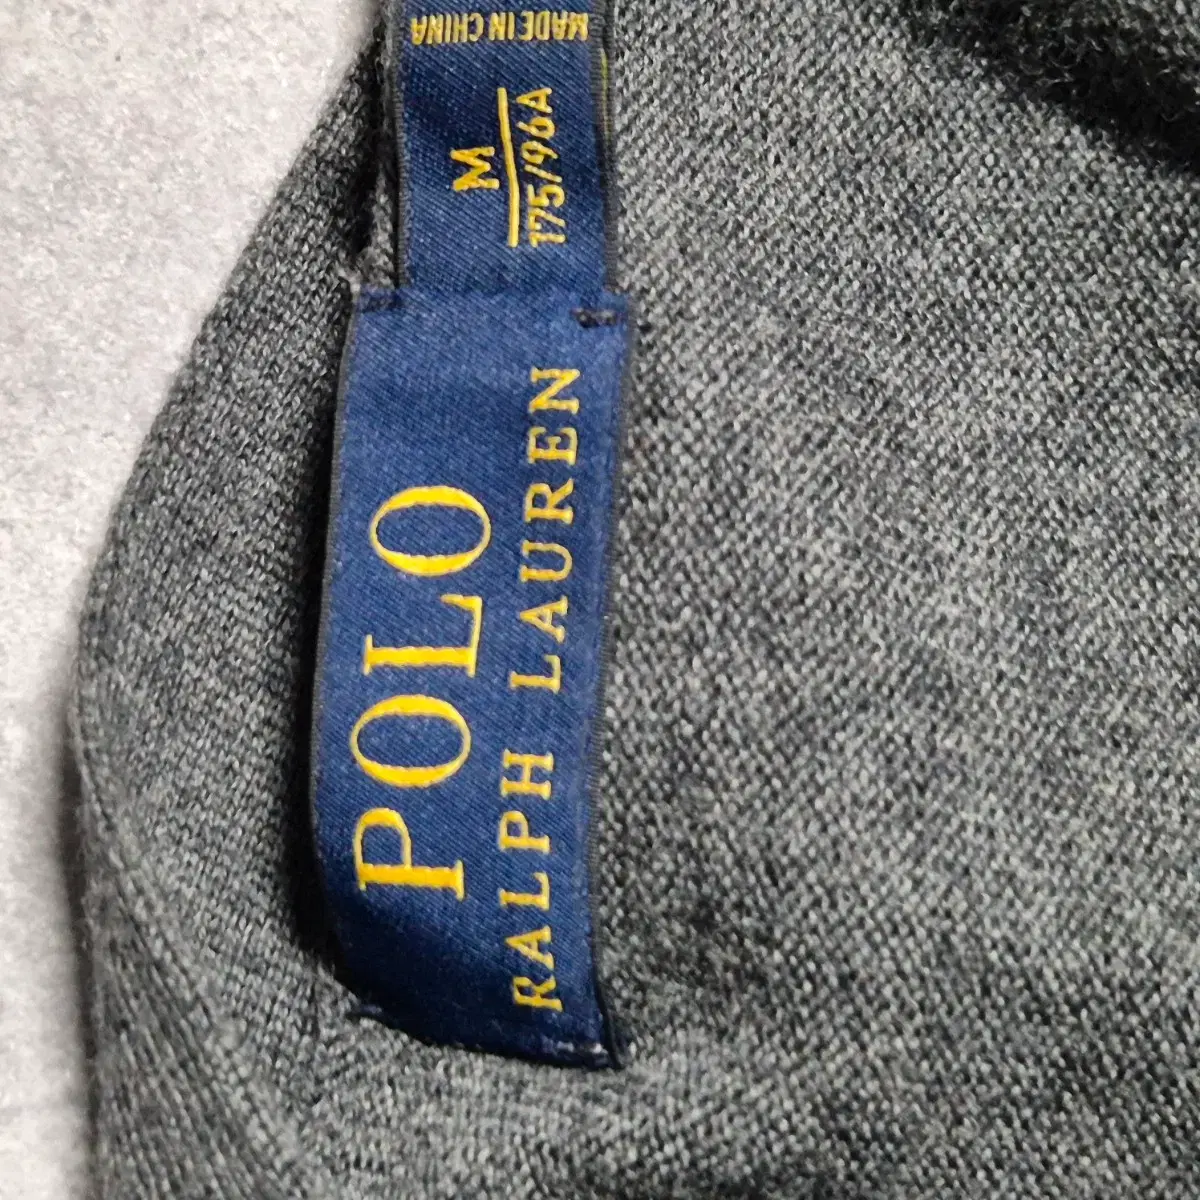 POLO
RALPH LAUREN
M
175/96A
MADE IN CHINA